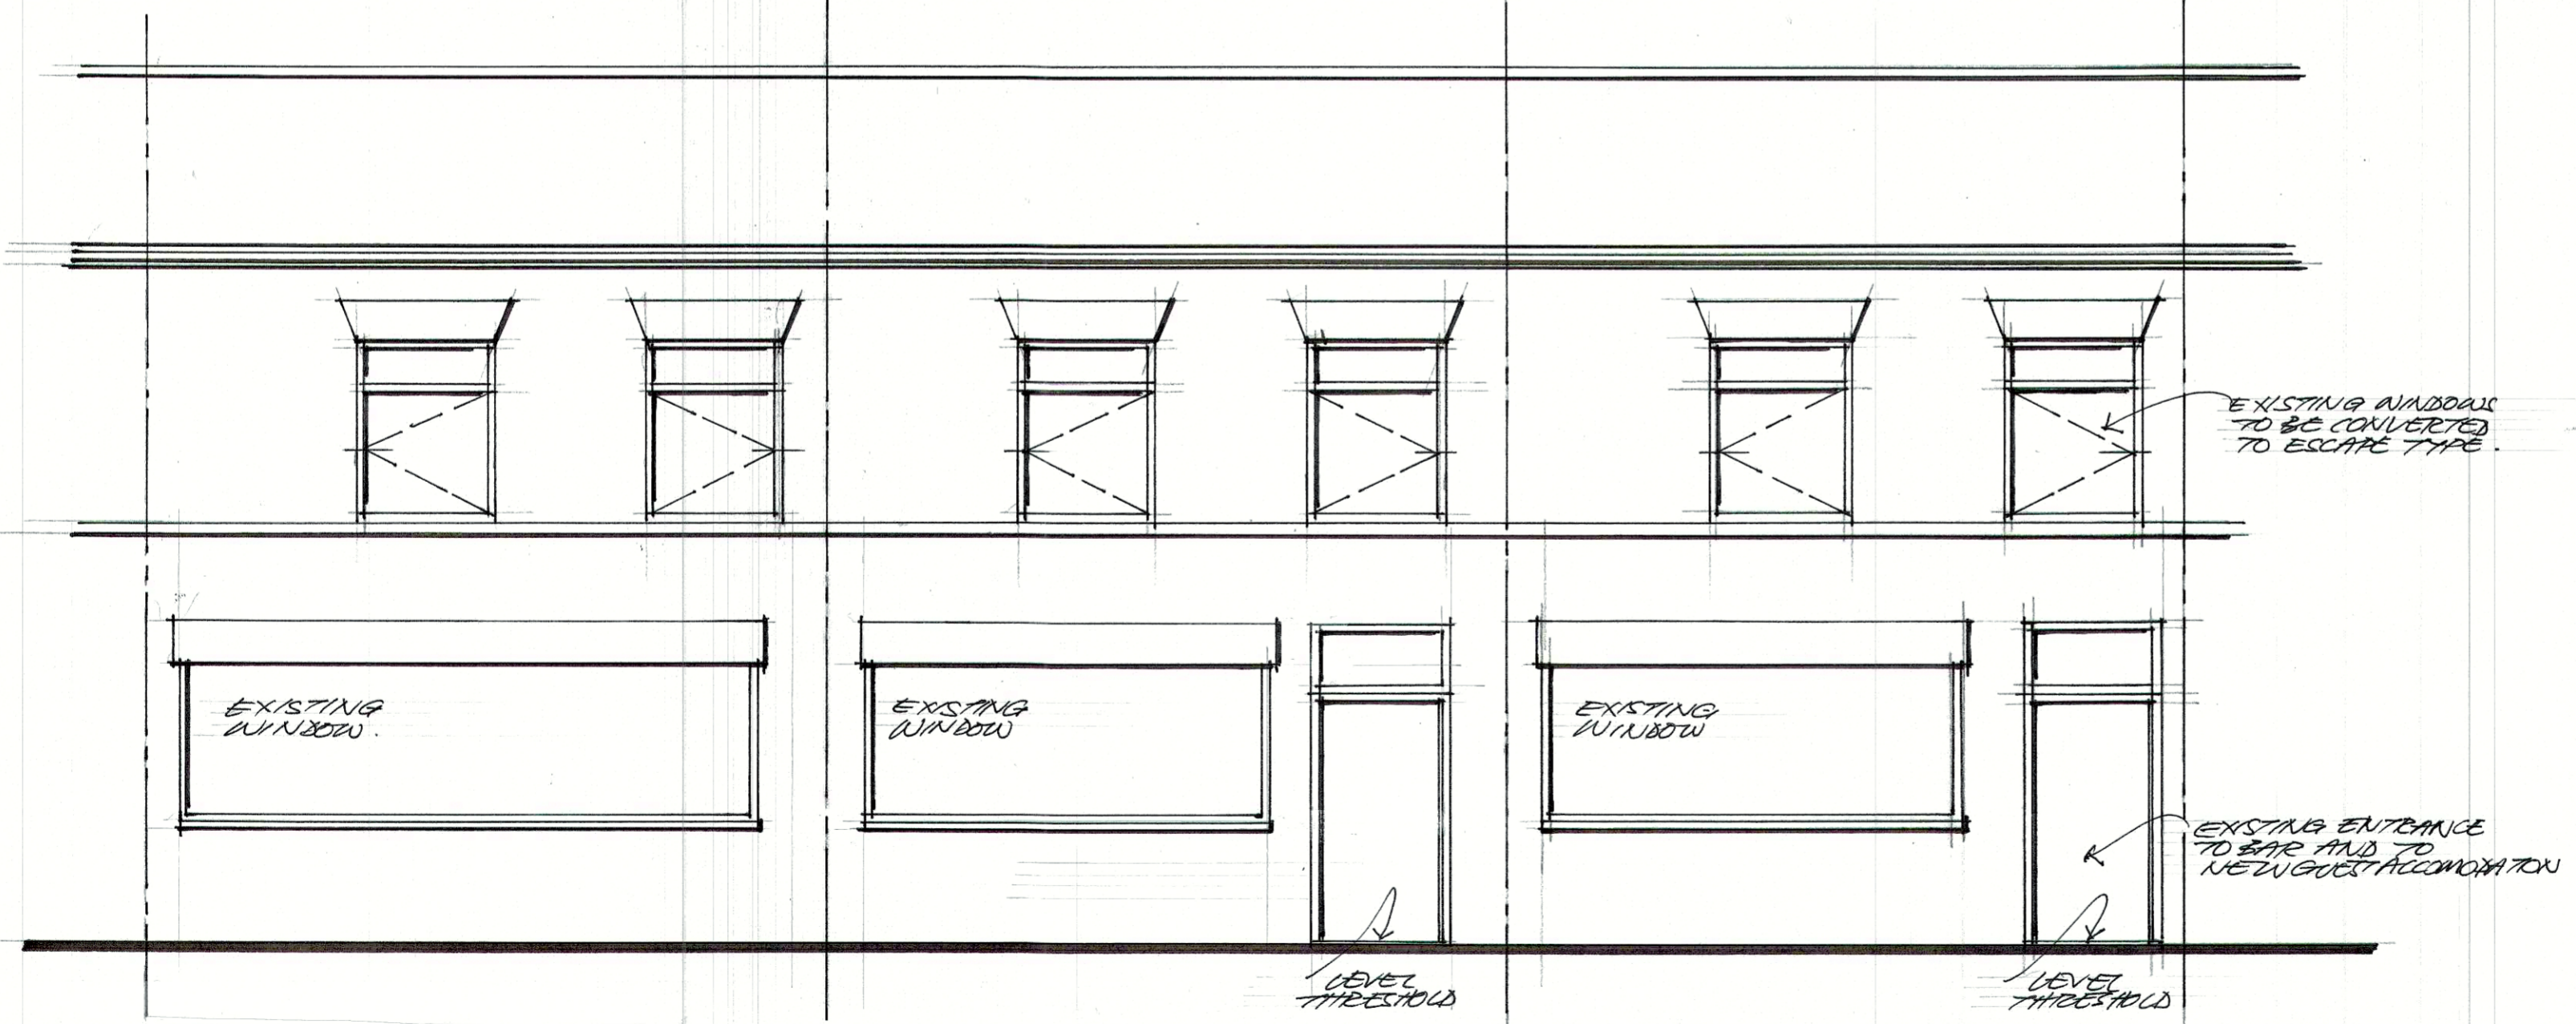 EXISTING WINDOWS
TO BE CONVERTED
TO ESCAPE TYPE.
EXISTING
WINDOW.
EXISTING
WINDOW
EXISTING
WINDOW
EXISTING ENTRANCE
TO BAR AND TO
NEW GUEST ACCOMODATION
LEVEL
THRESHOLD
LEVEL
THRESHOLD